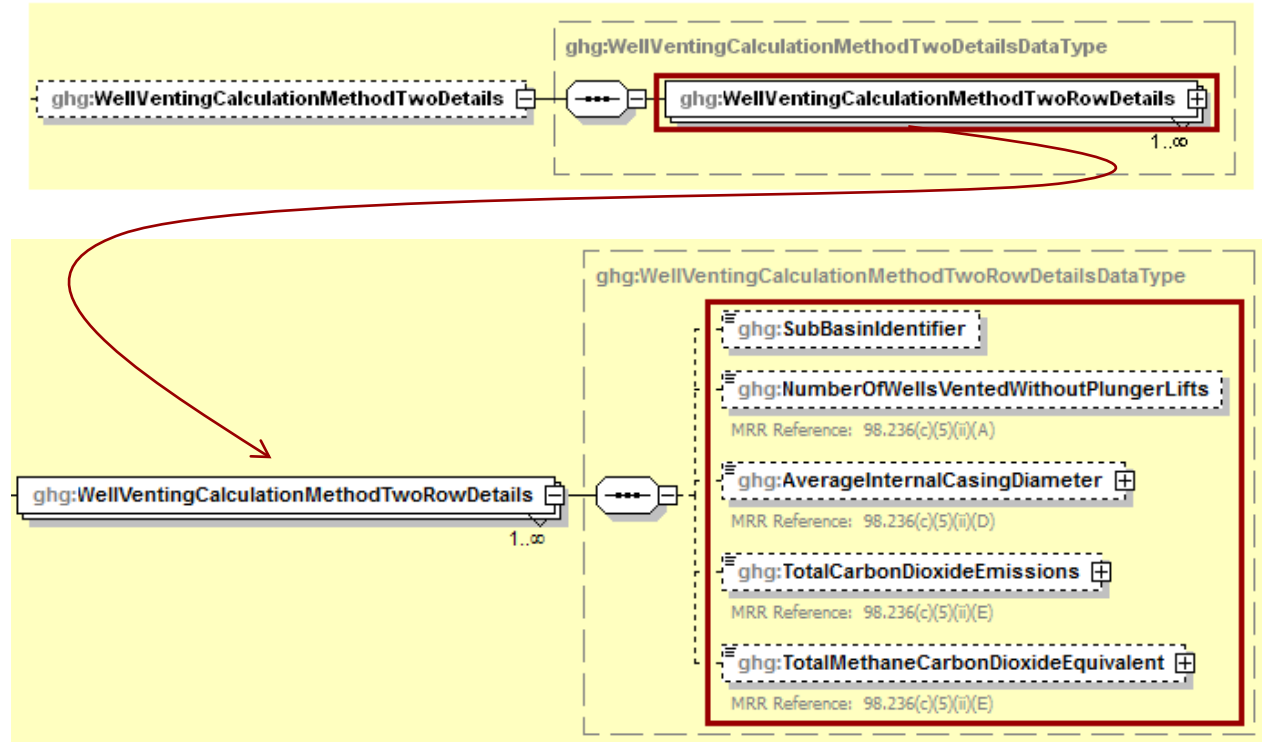 ghg:WellVentingCalculationMethodTwoDetailsDataType
ghg:WellVentingCalculationMethodTwoDetails
ghg:WellVentingCalculationMethodTwoRowDetails
1..∞
ghg:WellVentingCalculationMethodTwoRowDetailsDataType
ghg:SubBasinIdentifier
ghg:NumberOfWellsVentedWithoutPlungerLifts
MRR Reference: 98.236(c)(5)(ii)(A)
ghg:AverageInternalCasingDiameter
MRR Reference: 98.236(c)(5)(ii)(D)
ghg:WellVentingCalculationMethodTwoRowDetails
1..∞
ghg:TotalCarbonDioxideEmissions
MRR Reference: 98.236(c)(5)(ii)(E)
ghg:TotalMethaneCarbonDioxideEquivalent
MRR Reference: 98.236(c)(5)(ii)(E)